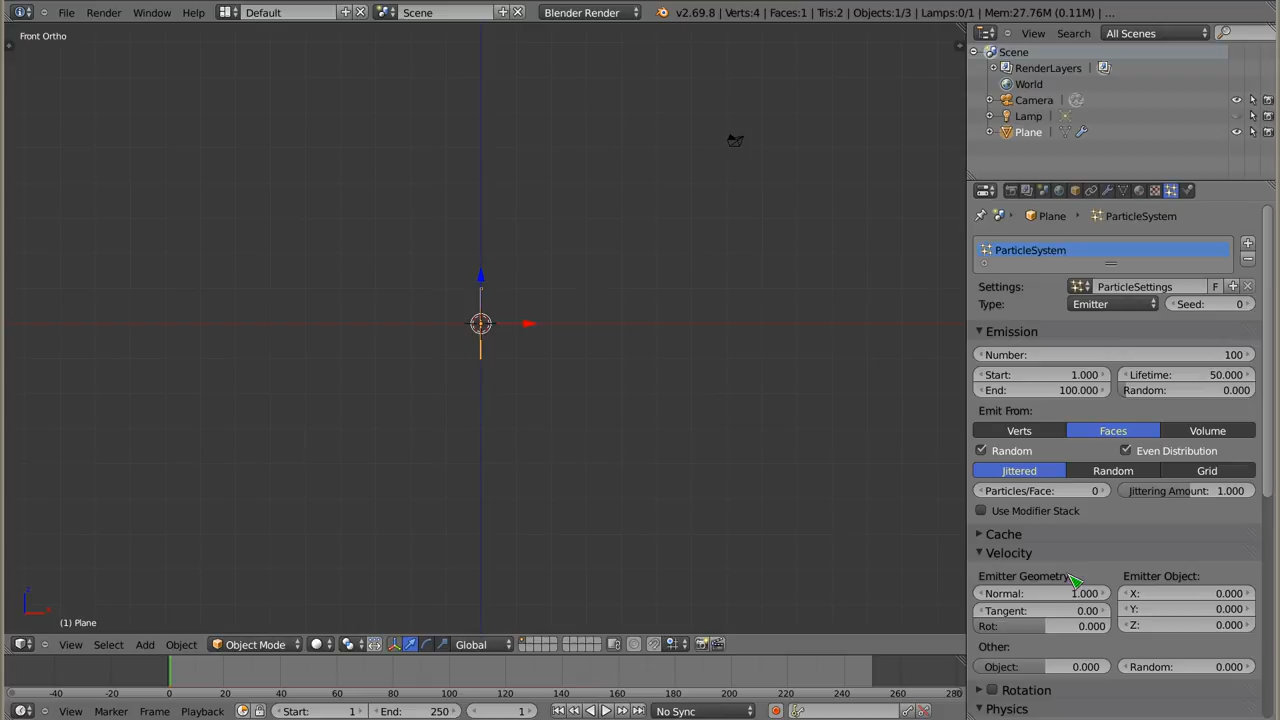 File Render Window Help Default Scene Blender Render v2.69.8 | Verts:4 | Faces:1 | Tris:2 | Objects:1/3 | Lamps:0/1 | Mem:27.76M (0.11M) | ...
Front Ortho
View Search All Scenes
Scene
RenderLayers
World
Camera
Lamp
Plane
Plane ParticleSystem
ParticleSystem
Settings: ParticleSettings F
Type: Emitter Seed: 0
Emission
Number: 100
Start: 1.000 Lifetime: 50.000
End: 100.000 Random: 0.000
Emit From:
Verts Faces Volume
Random Even Distribution
Jittered Random Grid
Particles/Face: 0 Jittering Amount: 1.000
Use Modifier Stack
Cache
Velocity
Emitter Geometry: Emitter Object:
Normal: 1.000 X: 0.000
Tangent: 0.00 Y: 0.000
Rot: 0.000 Z: 0.000
Other:
Object: 0.000 Random: 0.000
Rotation
Physics
z
x
(1) Plane
View Select Add Object Object Mode Global
-40 -20 0 20 40 60 80 100 120 140 160 180 200 220 240 260 280
View Marker Frame Playback Start: 1 End: 250 1 No Sync